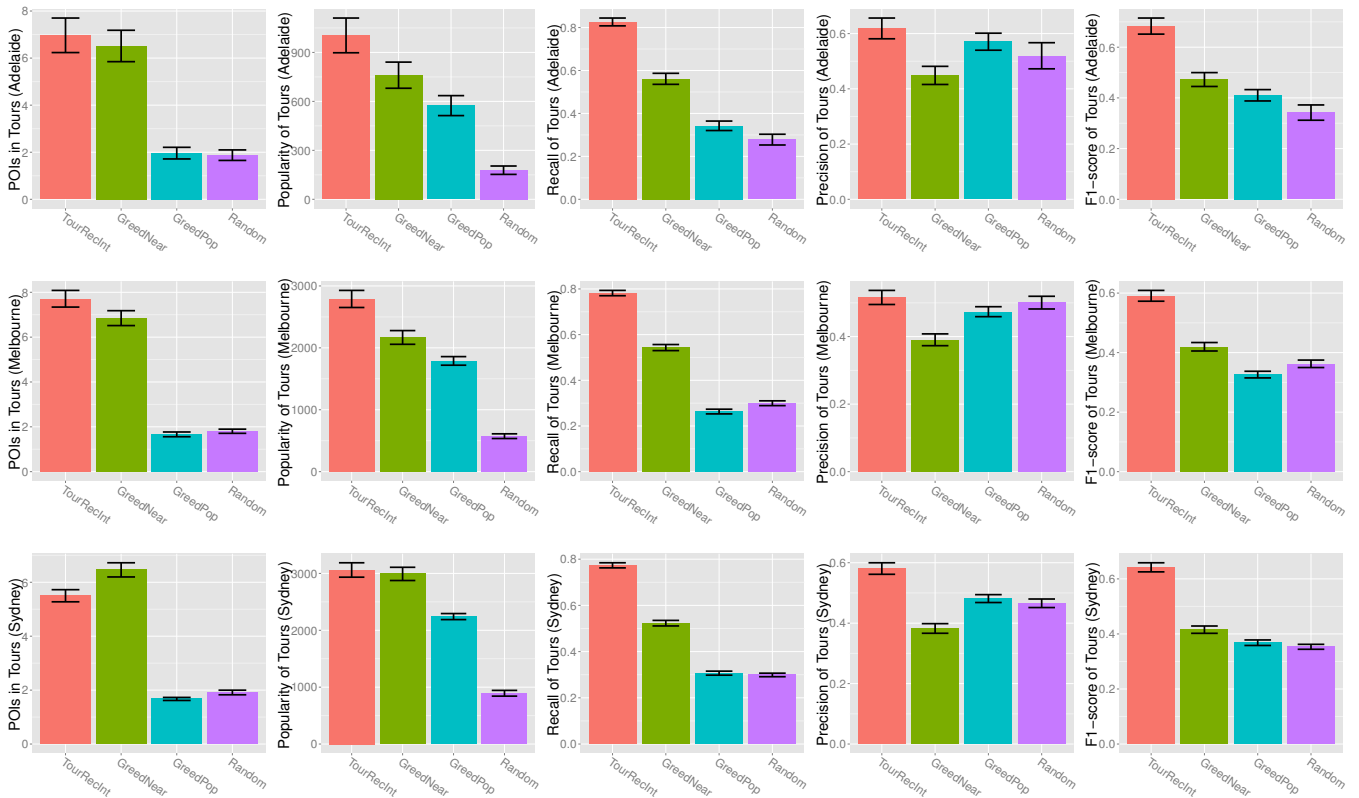 POIs in Tours (Adelaide)
8
6
4
2
0
TourRecInt
GreedNear
GreedPop
Random
Popularity of Tours (Adelaide)
900
600
300
0
TourRecInt
GreedNear
GreedPop
Random
Recall of Tours (Adelaide)
0.8
0.6
0.4
0.2
0.0
TourRecInt
GreedNear
GreedPop
Random
Precision of Tours (Adelaide)
0.6
0.4
0.2
0.0
TourRecInt
GreedNear
GreedPop
Random
F1−score of Tours (Adelaide)
0.6
0.4
0.2
0.0
TourRecInt
GreedNear
GreedPop
Random
POIs in Tours (Melbourne)
8
6
4
2
0
TourRecInt
GreedNear
GreedPop
Random
Popularity of Tours (Melbourne)
3000
2000
1000
0
TourRecInt
GreedNear
GreedPop
Random
Recall of Tours (Melbourne)
0.8
0.6
0.4
0.2
0.0
TourRecInt
GreedNear
GreedPop
Random
Precision of Tours (Melbourne)
0.4
0.2
0.0
TourRecInt
GreedNear
GreedPop
Random
F1−score of Tours (Melbourne)
0.6
0.4
0.2
0.0
TourRecInt
GreedNear
GreedPop
Random
POIs in Tours (Sydney)
6
4
2
0
TourRecInt
GreedNear
GreedPop
Random
Popularity of Tours (Sydney)
3000
2000
1000
0
TourRecInt
GreedNear
GreedPop
Random
Recall of Tours (Sydney)
0.8
0.6
0.4
0.2
0.0
TourRecInt
GreedNear
GreedPop
Random
Precision of Tours (Sydney)
0.6
0.4
0.2
0.0
TourRecInt
GreedNear
GreedPop
Random
F1−score of Tours (Sydney)
0.6
0.4
0.2
0.0
TourRecInt
GreedNear
GreedPop
Random